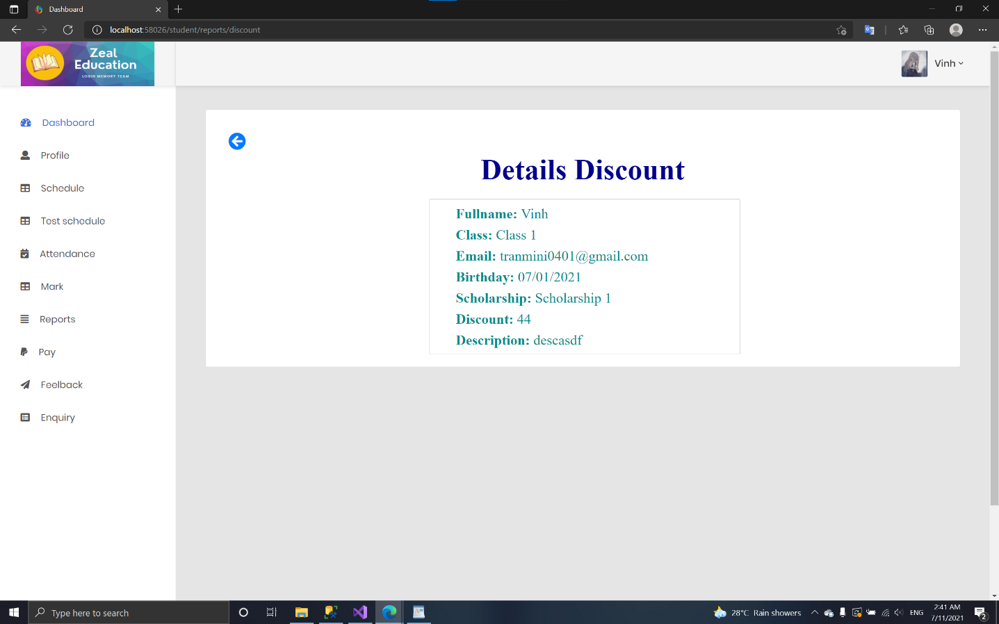 Dashboard
localhost:58026/student/reports/discount
Zeal
Education
LOGIN MEMORY TEAM
Vinh
Dashboard
Profile
Schedule
Test schedule
Attendance
Mark
Reports
Pay
Feelback
Enquiry
Details Discount
Fullname: Vinh
Class: Class 1
Email: tranmini0401@gmail.com
Birthday: 07/01/2021
Scholarship: Scholarship 1
Discount: 44
Description: descasdf
Type here to search
28°C Rain showers
ENG
2:41 AM
7/11/2021
2